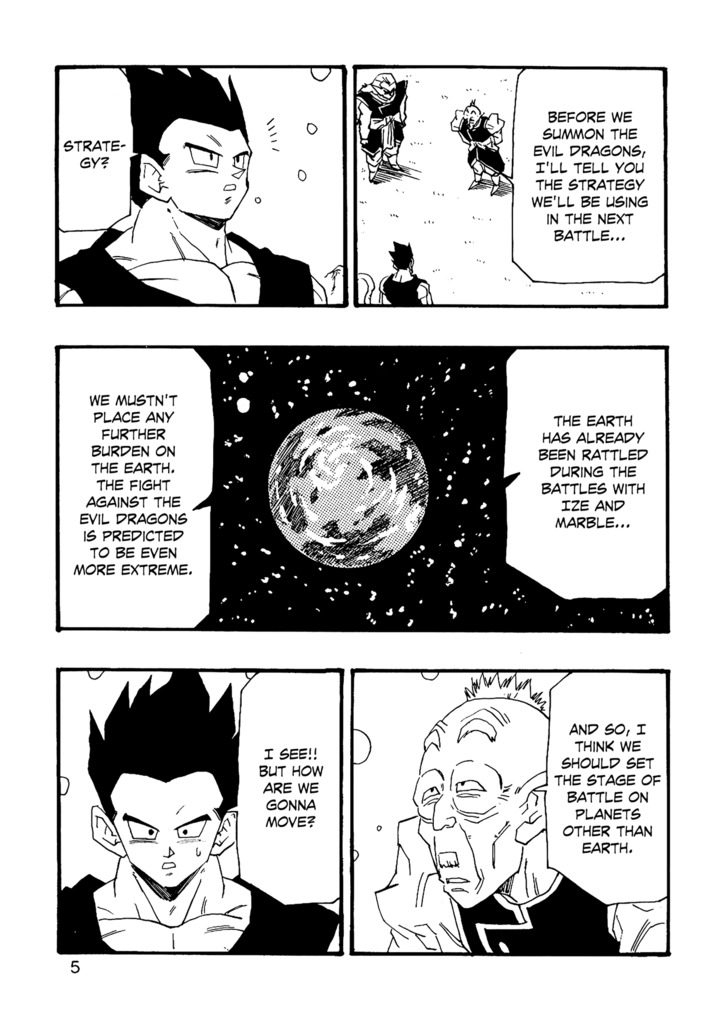 BEFORE WE
SUMMON THE
EVIL DRAGONS,
I'LL TELL YOU
THE STRATEGY
WE'LL BE USING
IN THE NEXT
BATTLE...
STRATE-
GY?
THE EARTH
HAS ALREADY
BEEN RATTLED
DURING THE
BATTLES WITH
IZE AND
MARBLE...
WE MUSTN'T
PLACE ANY
FURTHER
BURDEN ON
THE EARTH.
THE FIGHT
AGAINST THE
EVIL DRAGONS
IS PREDICTED
TO BE EVEN
MORE EXTREME.
AND SO, I
THINK WE
SHOULD SET
THE STAGE OF
BATTLE ON
PLANETS
OTHER THAN
EARTH.
I SEE!!
BUT HOW
ARE WE
GONNA
MOVE?
5